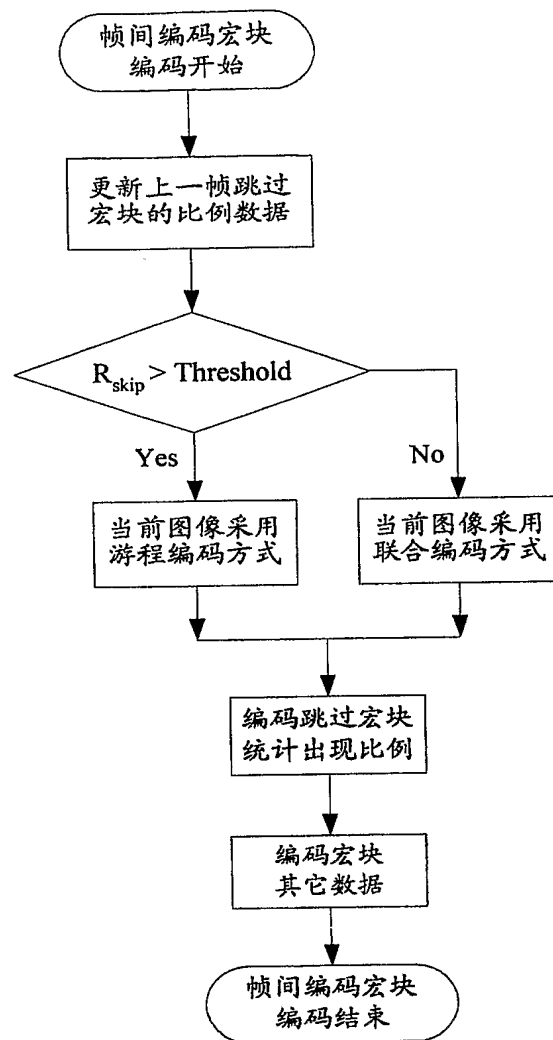 帧间编码宏块
编码开始
更新上一帧跳过
宏块的比例数据
R_skip > Threshold
Yes
No
当前图像采用
游程编码方式
当前图像采用
联合编码方式
编码跳过宏块
统计出现比例
编码宏块
其它数据
帧间编码宏块
编码结束